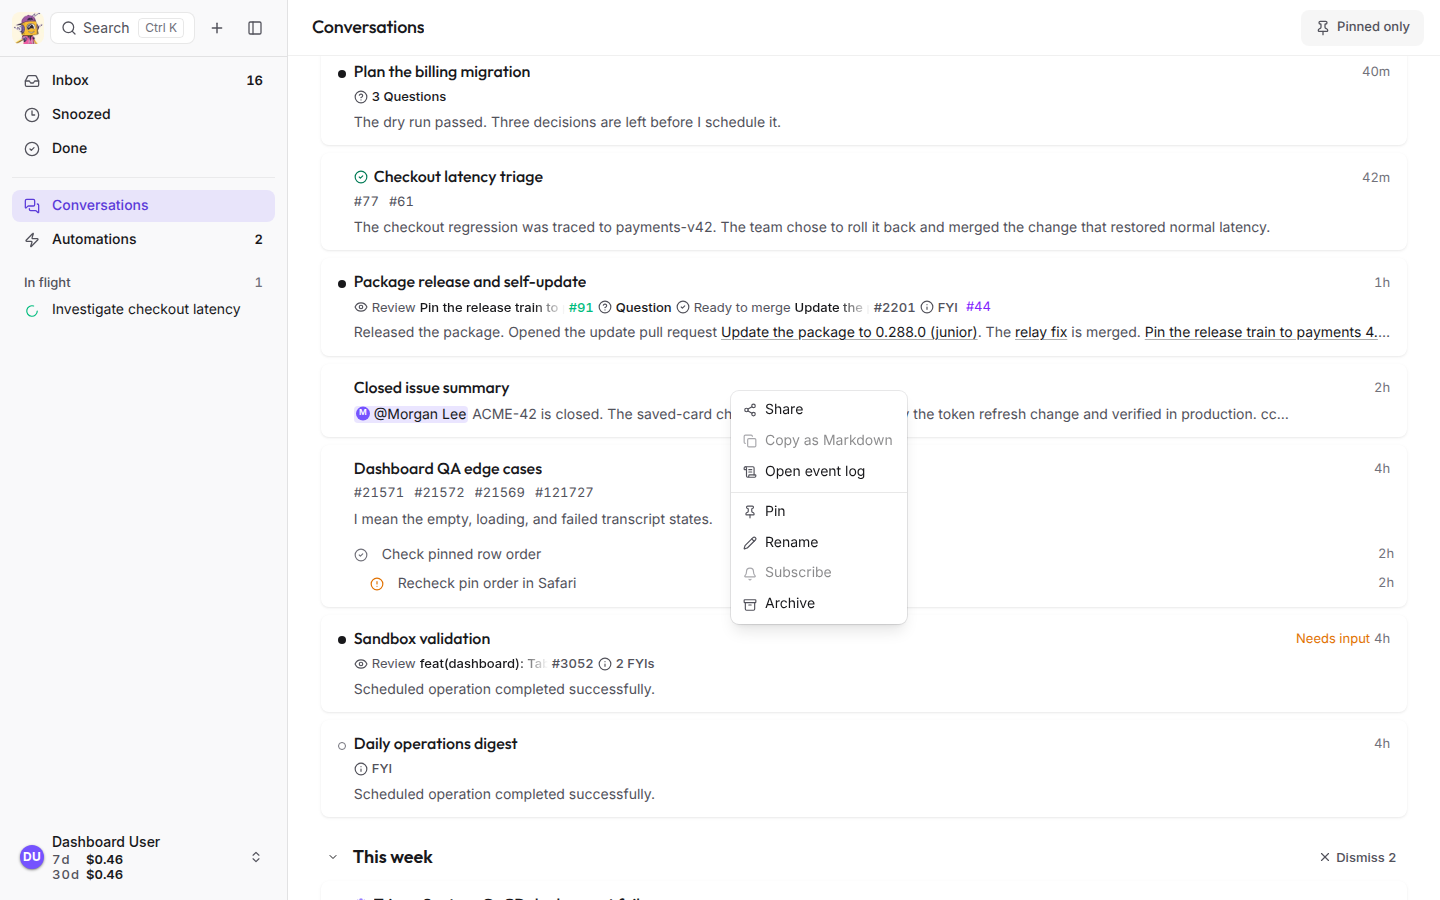 Search Ctrl K
Inbox 16
Snoozed
Done
Conversations
Automations 2
In flight 1
Investigate checkout latency
DU Dashboard User
7d $0.46
30d $0.46
Conversations
Pinned only
Plan the billing migration 40m
3 Questions
The dry run passed. Three decisions are left before I schedule it.
Checkout latency triage 42m
#77 #61
The checkout regression was traced to payments-v42. The team chose to roll it back and merged the change that restored normal latency.
Package release and self-update 1h
Review Pin the release train to #91 Question Ready to merge Update the #2201 FYI #44
Released the package. Opened the update pull request Update the package to 0.288.0 (junior). The relay fix is merged. Pin the release train to payments 4....
Closed issue summary 2h
M @Morgan Lee ACME-42 is closed. The saved-card ch the token refresh change and verified in production. cc...
Share
Copy as Markdown
Open event log
Pin
Rename
Subscribe
Archive
Dashboard QA edge cases 4h
#21571 #21572 #21569 #121727
I mean the empty, loading, and failed transcript states.
Check pinned row order 2h
Recheck pin order in Safari 2h
Sandbox validation Needs input 4h
Review feat(dashboard): Ta #3052 2 FYIs
Scheduled operation completed successfully.
Daily operations digest 4h
FYI
Scheduled operation completed successfully.
This week Dismiss 2